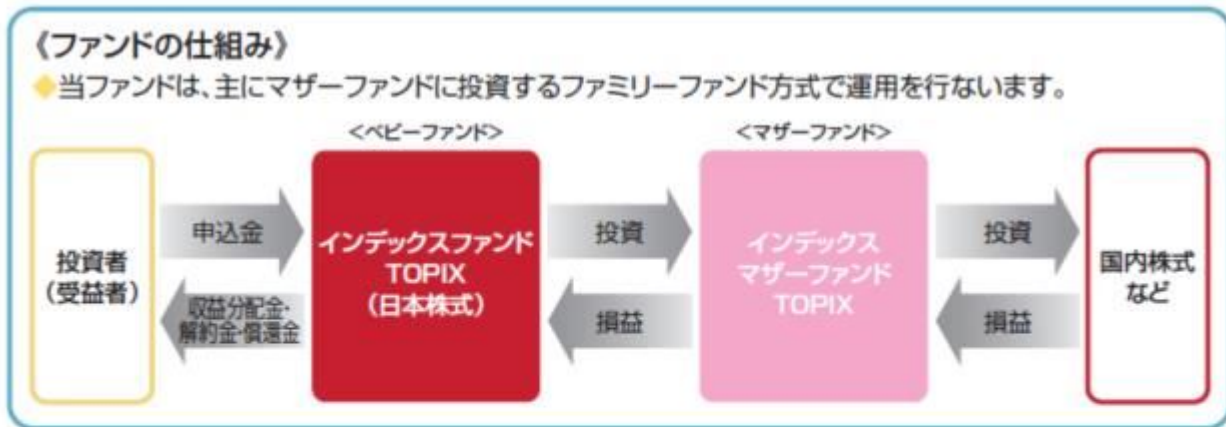 《ファンドの仕組み》
◆当ファンドは、主にマザーファンドに投資するファミリーファンド方式で運用を行ないます。
<ベビーファンド>
<マザーファンド>
投資者
(受益者)
申込金
収益分配金・
解約金・償還金
インデックスファンド
TOPIX
(日本株式)
投資
損益
インデックス
マザーファンド
TOPIX
投資
損益
国内株式
など